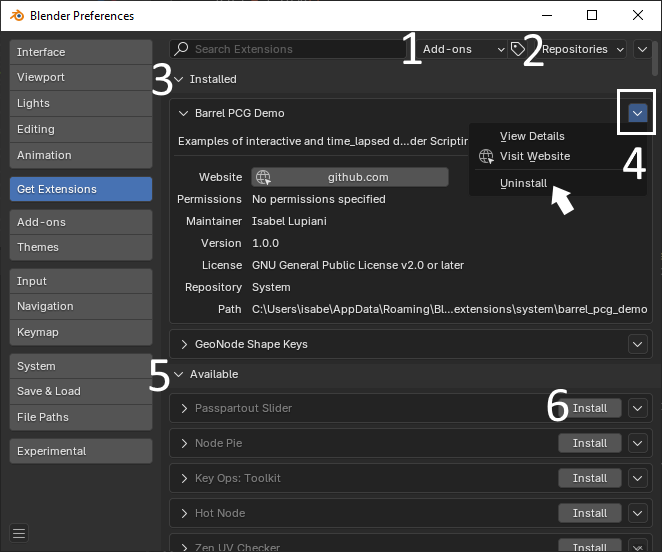 Blender Preferences
Interface
Viewport
Lights
Editing
Animation
Get Extensions
Add-ons
Themes
Input
Navigation
Keymap
System
Save & Load
File Paths
Experimental
Search Extensions
1 Add-ons
2 Repositories
3 Installed
Barrel PCG Demo
Examples of interactive and time_lapsed d...der Scriptin
4
View Details
Visit Website
Uninstall
Website github.com
Permissions No permissions specified
Maintainer Isabel Lupiani
Version 1.0.0
License GNU General Public License v2.0 or later
Repository System
Path C:\Users\isabe\AppData\Roaming\Bl...extensions\system\barrel_pcg_demo
GeoNode Shape Keys
5 Available
Passpartout Slider 6 Install
Node Pie Install
Key Ops: Toolkit Install
Hot Node Install
Zen UV Checker Install